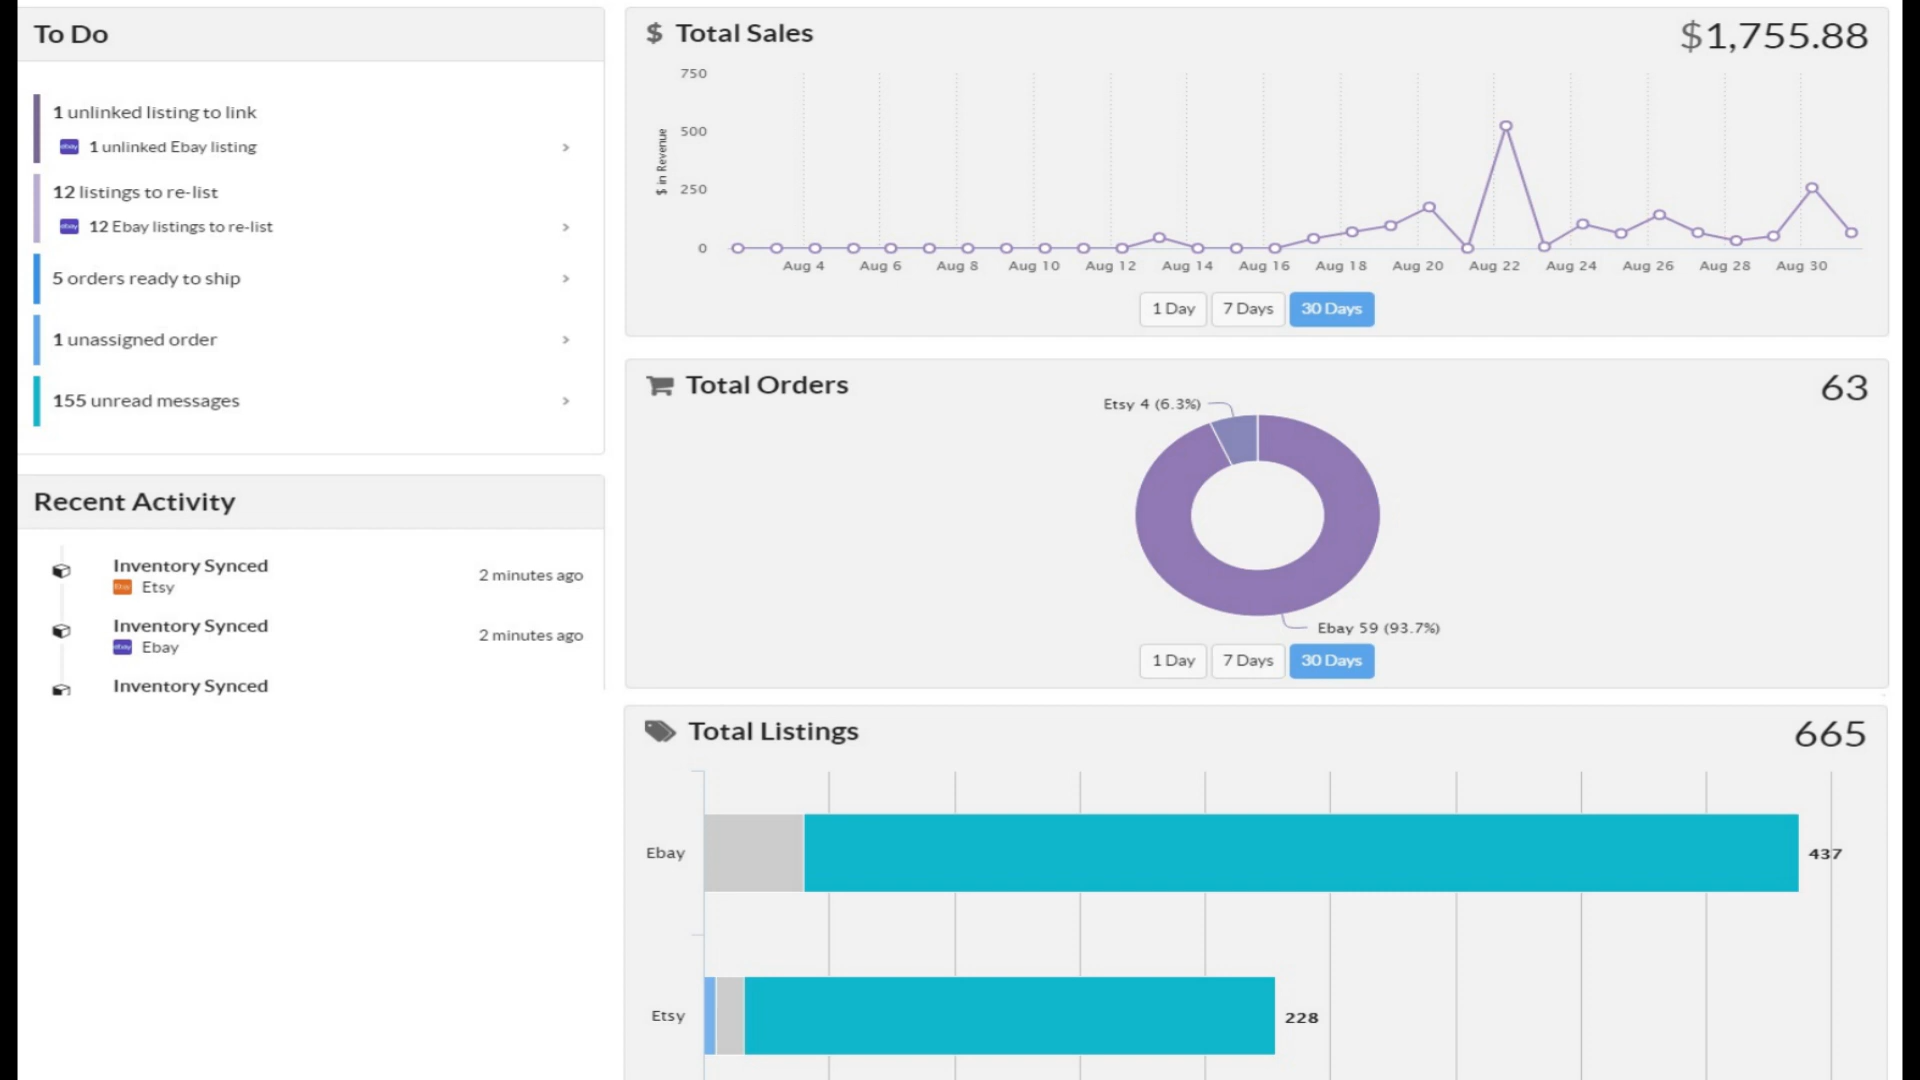 To Do
1 unlinked listing to link
ebay 1 unlinked Ebay listing
12 listings to re-list
ebay 12 Ebay listings to re-list
5 orders ready to ship
1 unassigned order
155 unread messages
Recent Activity
Inventory Synced
Etsy
2 minutes ago
Inventory Synced
ebay Ebay
2 minutes ago
Inventory Synced
$ Total Sales
$1,755.88
$ in Revenue
750
500
250
0
Aug 4 Aug 6 Aug 8 Aug 10 Aug 12 Aug 14 Aug 16 Aug 18 Aug 20 Aug 22 Aug 24 Aug 26 Aug 28 Aug 30
1 Day 7 Days 30 Days
Total Orders
63
Etsy 4 (6.3%)
Ebay 59 (93.7%)
1 Day 7 Days 30 Days
Total Listings
665
Ebay
437
Etsy
228